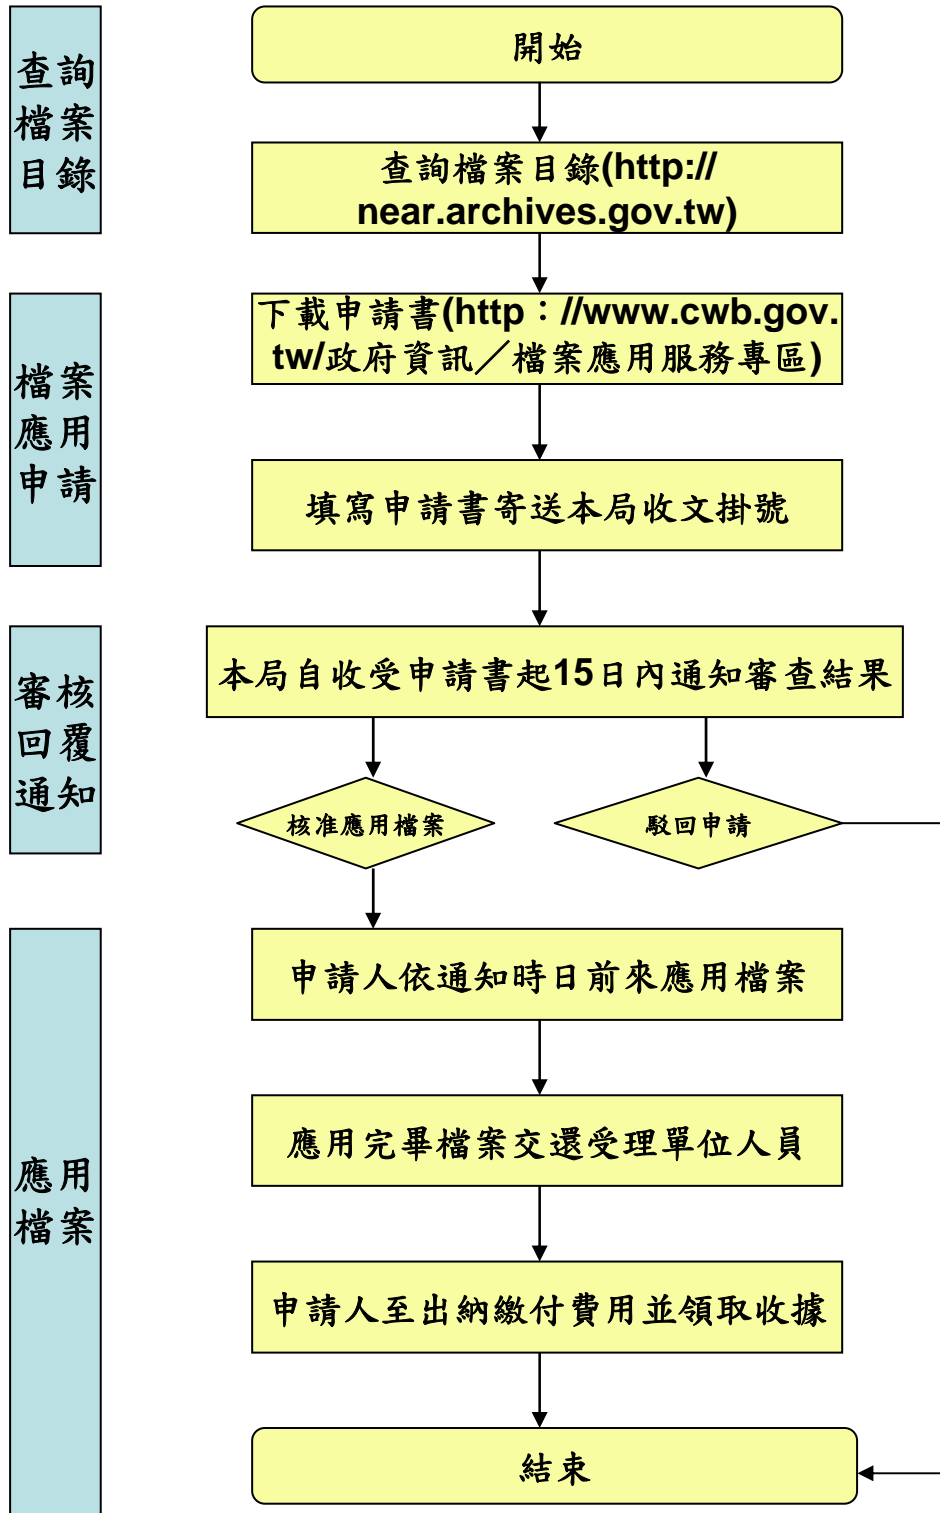 查詢
檔案
目錄
開始
查詢檔案目錄(http://
near.archives.gov.tw)
檔案
應用
申請
下載申請書(http：//www.cwb.gov.
tw/政府資訊／檔案應用服務專區)
填寫申請書寄送本局收文掛號
審核
回覆
通知
本局自收受申請書起15日內通知審查結果
核准應用檔案
駁回申請
應用
檔案
申請人依通知時日前來應用檔案
應用完畢檔案交還受理單位人員
申請人至出納繳付費用並領取收據
結束